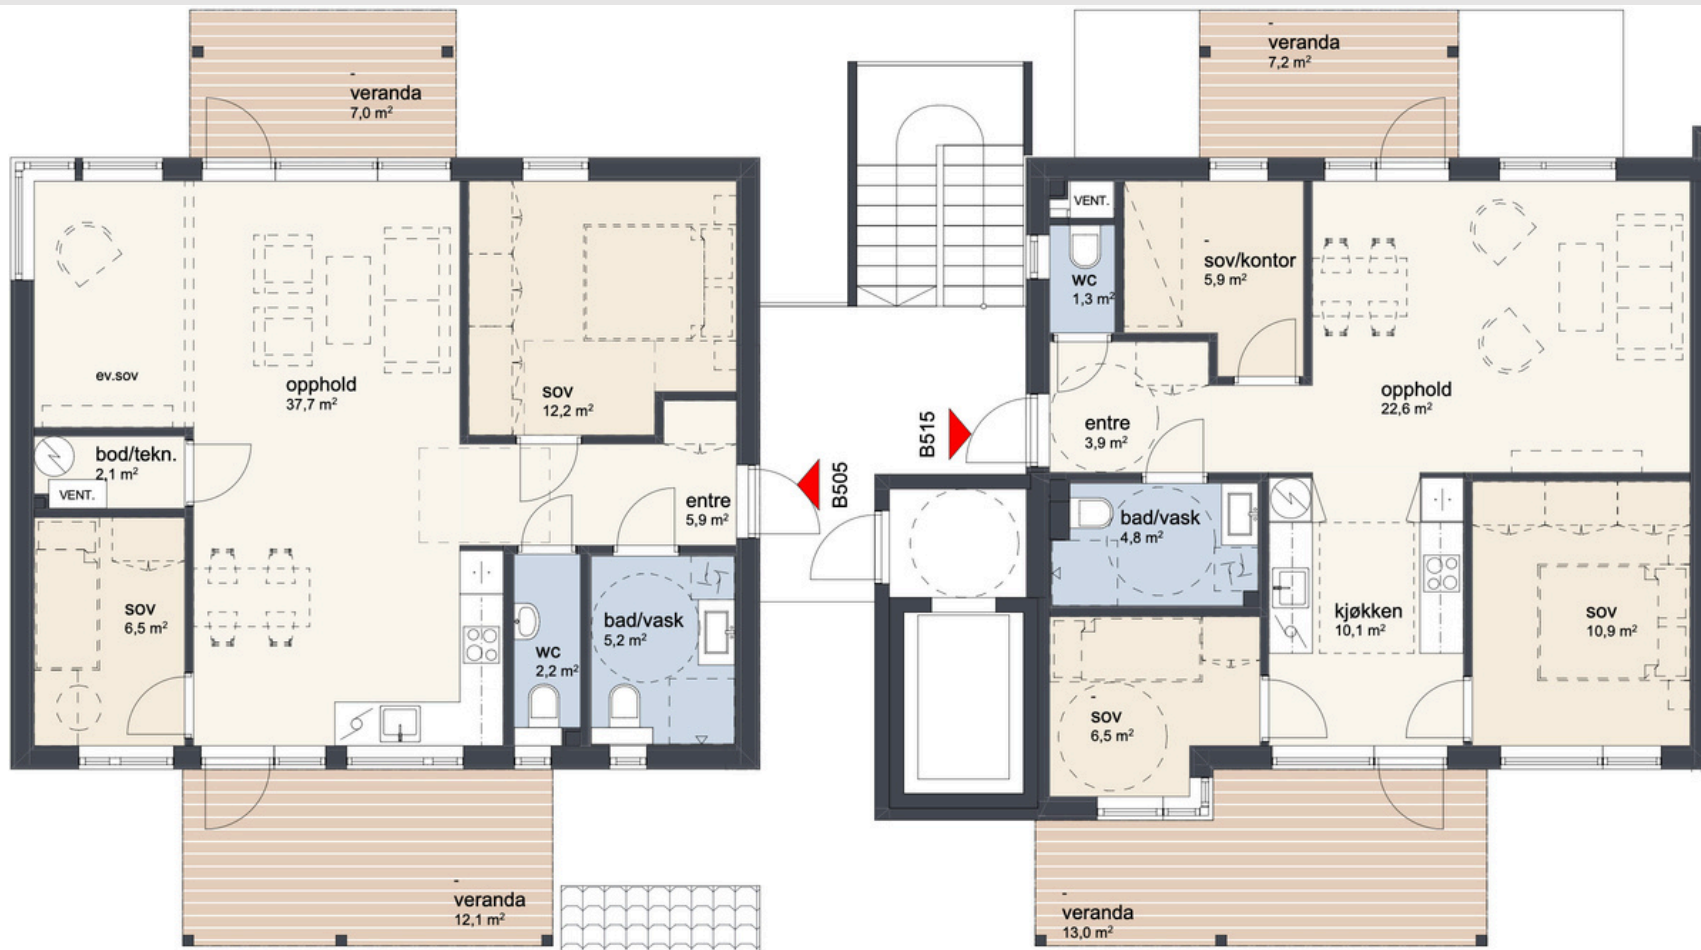 -
veranda
7,0 m²
-
veranda
7,2 m²
VENT.
-
sov/kontor
5,9 m²
wc
1,3 m²
ev.sov
opphold
37,7 m²
sov
12,2 m²
opphold
22,6 m²
B515
entre
3,9 m²
bod/tekn.
2,1 m²
VENT.
B505
entre
5,9 m²
bad/vask
4,8 m²
sov
6,5 m²
bad/vask
5,2 m²
wc
2,2 m²
kjøkken
10,1 m²
sov
10,9 m²
-
sov
6,5 m²
-
veranda
12,1 m²
-
veranda
13,0 m²